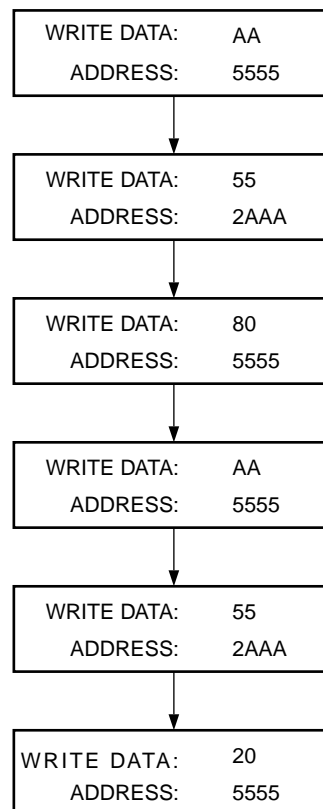 WRITE DATA: AA
ADDRESS: 5555
WRITE DATA: 55
ADDRESS: 2AAA
WRITE DATA: 80
ADDRESS: 5555
WRITE DATA: AA
ADDRESS: 5555
WRITE DATA: 55
ADDRESS: 2AAA
WRITE DATA: 20
ADDRESS: 5555